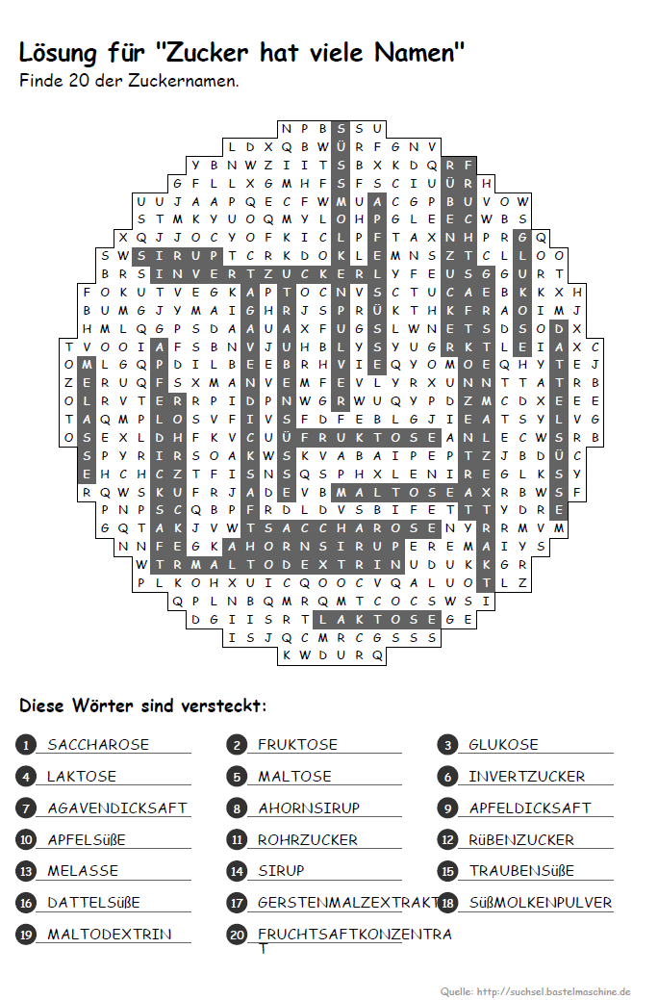 Lösung für "Zucker hat viele Namen"
Finde 20 der Zuckernamen.
N P B S S U
L D X Q B W Ü R F G N V
Y B N W Z I I T S B X K D Q R F
G F L L X G M H F S F S C I U Ü R H
U U J A A P Q E C F W M U A C G P B U V O W
S T M K Y U O Q M Y L O H P G L E E C W B S
X Q J J O C Y O F K I C L P F T A X N H P R G Q
S W S I R U P T C R K D O K L E M N S Z T C L L O O
B R S I N V E R T Z U C K E R L Y F E U S G G U R T
F O K U T V E G K A P T O C N V S C T U C A E B K K X H
B U M G J Y M A I G H R J S P R Ü K T H K F R A O I M J
H M L Q G P S D A A U A X F U G S L W N E T S D S O D X
T V O O I A F S B N V J U H B L Y S Y U G R K T L E I A X C
O M L G Q P D I L B E E B R H V I E Q Y O M O E Q H Y T E J
Z E R U Q F S X M A N V E M F E V L Y R X U N N T T A T R B
O L R V T E R R P I D P N W G R W U Q Y P D Z M C D X E E E
T A Q M P L O S V F I V S F D F E B L G J I E A T S Y L V G
O S E X L D H F K V C U Ü F R U K T O S E A N L E C W S R B
S P Y R I R S O A K W S K V A B A I P E P T Z J B D Ü C
E H C H C Z T F I S N S Q S P H X L E N I R E G L K S Y
R Q W S K U F R J A D E V B M A L T O S E A X R B W S F
P N P S C Q B P F R D L D V S B I F E T T T Y D R E
G Q T A K J V W T S A C C H A R O S E N Y R R M V M
N N F E G K A H O R N S I R U P E R E M A I Y S
W T R M A L T O D E X T R I N U D U K K G R
P L K O H X U I C Q O O C V Q A L U O T L Z
Q P L N B Q M R Q M T C O C S W S I
D G I I S R T L A K T O S E G E
I S J Q C M R C G S S S
K W D U R Q
Diese Wörter sind versteckt:
1 SACCHAROSE 2 FRUKTOSE 3 GLUKOSE
4 LAKTOSE 5 MALTOSE 6 INVERTZUCKER
7 AGAVENDICKSAFT 8 AHORNSIRUP 9 APFELDICKSAFT
10 APFELSüßE 11 ROHRZUCKER 12 RüBENZUCKER
13 MELASSE 14 SIRUP 15 TRAUBENSüßE
16 DATTELSüßE 17 GERSTENMALZEXTRAKT 18 SüßMOLKENPULVER
19 MALTODEXTRIN 20 FRUCHTSAFTKONZENTRA
T
Quelle: http://suchsel.bastelmaschine.de